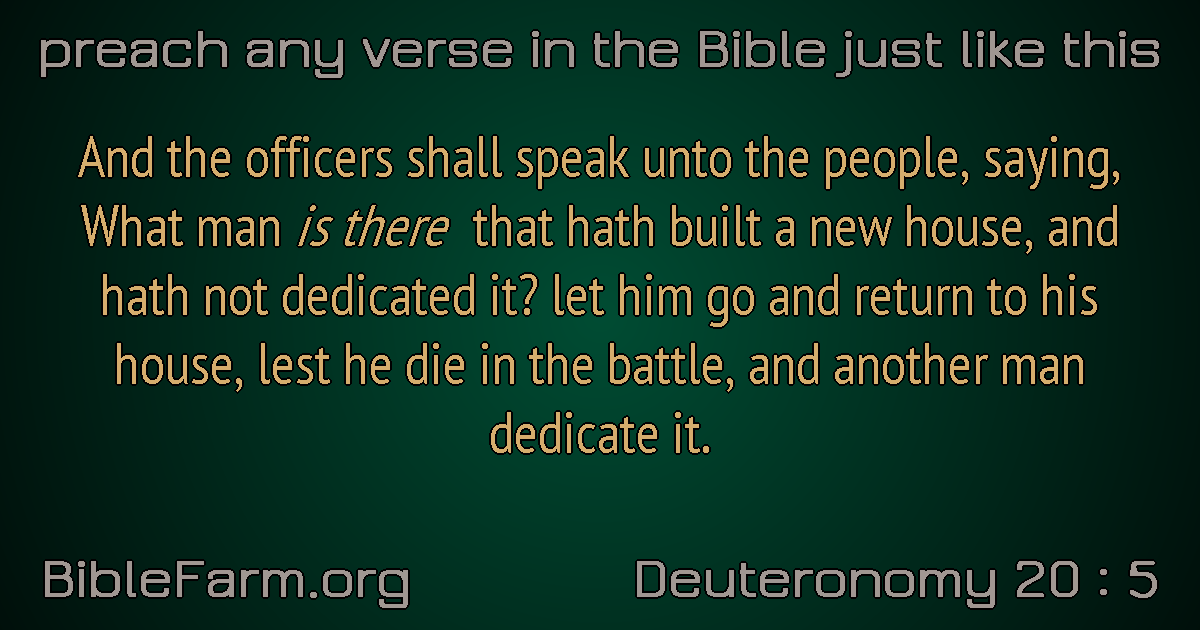 preach any verse in the Bible just like this
And the officers shall speak unto the people, saying,
What man is there that hath built a new house, and
hath not dedicated it? let him go and return to his
house, lest he die in the battle, and another man
dedicate it.
BibleFarm.org
Deuteronomy 20 : 5